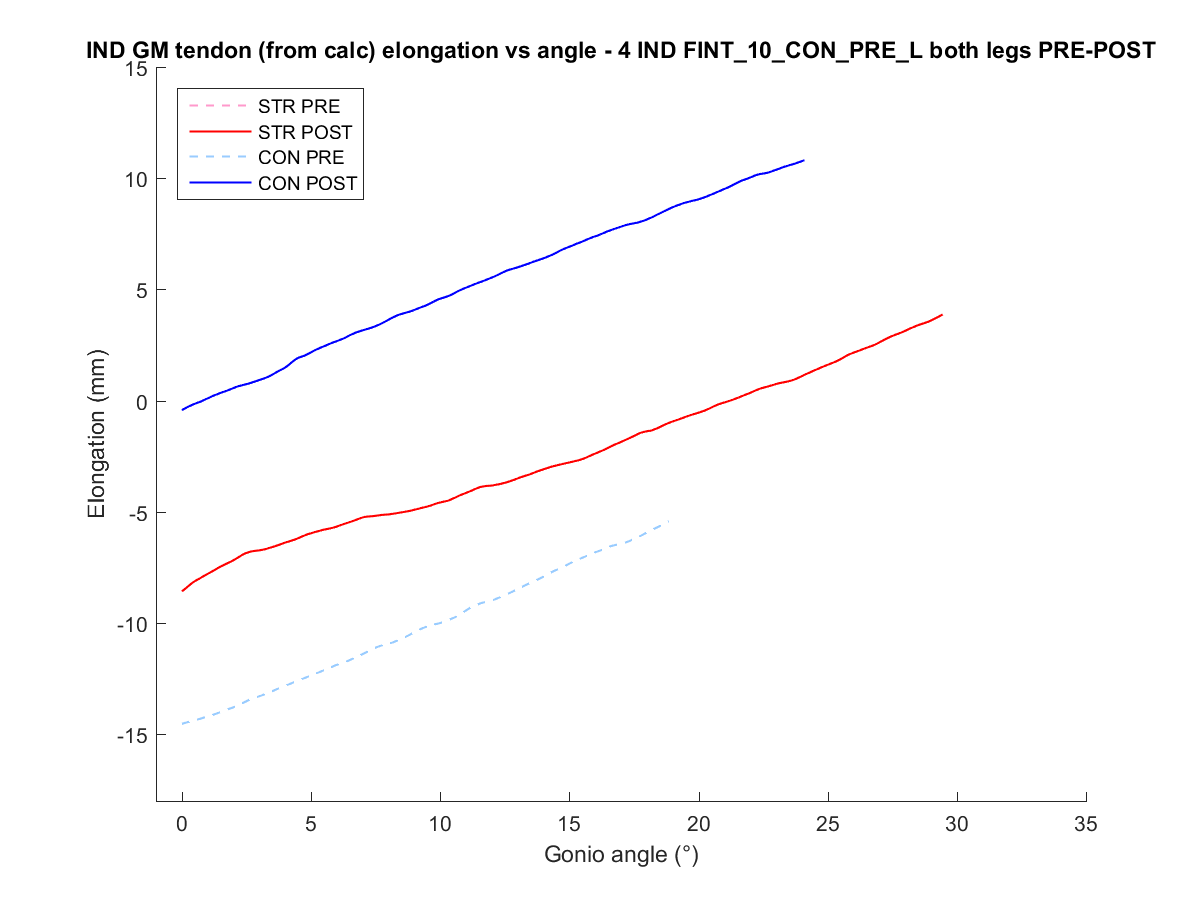 IND GM tendon (from calc) elongation vs angle - 4 IND FINT_10_CON_PRE_L both legs PRE-POST
15
10
5
0
-5
-10
-15
Elongation (mm)
STR PRE
STR POST
CON PRE
CON POST
0 5 10 15 20 25 30 35
Gonio angle (°)